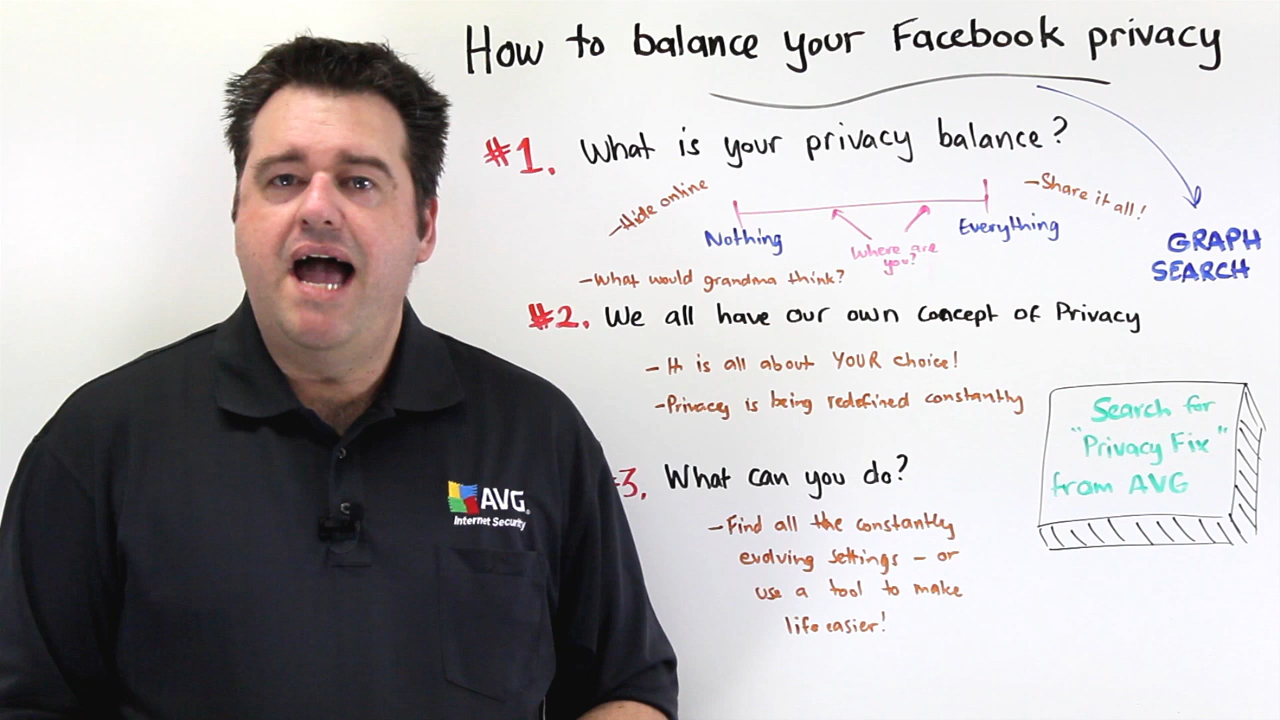 How to balance your Facebook privacy
#1. What is your privacy balance?
-Hide online
-Share it all!
Nothing
Everything
Where are
you?
GRAPH
SEARCH
-What would grandma think?
#2. We all have our own concept of Privacy
- It is all about YOUR choice!
-Privacy is being redefined constantly
Search for
"Privacy Fix"
from AVG
#3. What can you do?
-Find all the constantly
evolving settings - or
use a tool to make
life easier!
AVG®
Internet Security